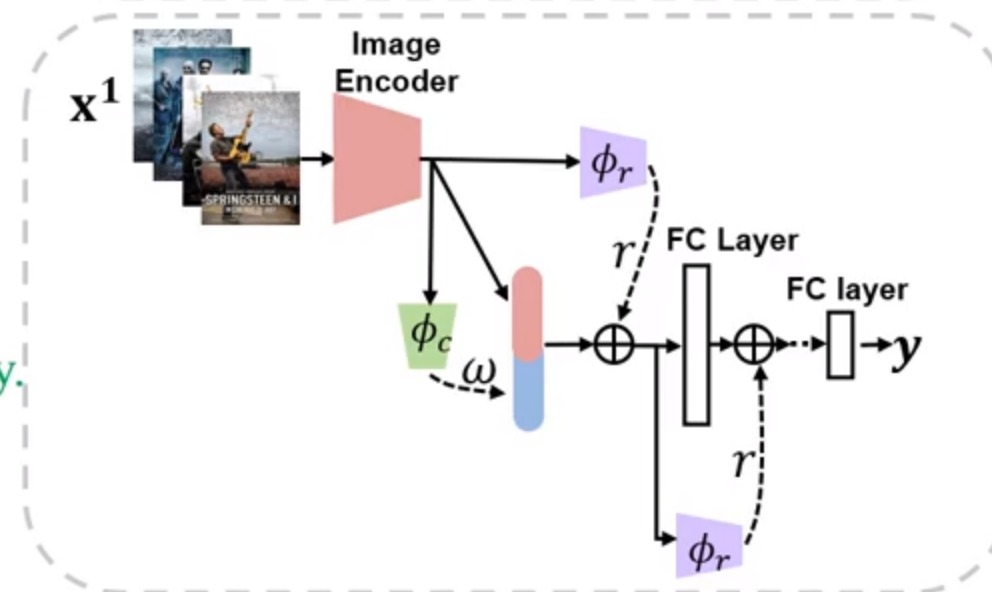 x¹
Image
Encoder
SPRINGSTEEN & I
ϕr
r
FC Layer
FC layer
ϕc
ω
y
y.
r
ϕr